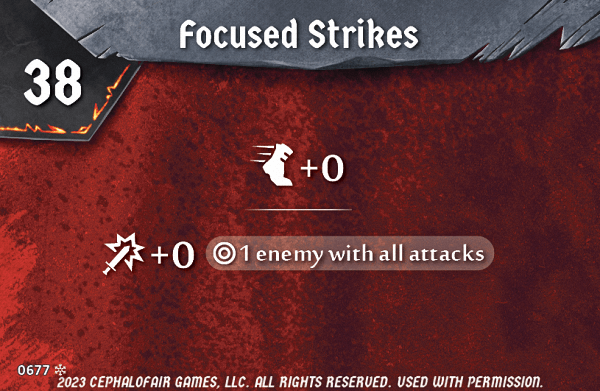 Focused Strikes
38
+0
+0 1 enemy with all attacks
0677
2023 CEPHALOFAIR GAMES, LLC. ALL RIGHTS RESERVED. USED WITH PERMISSION.